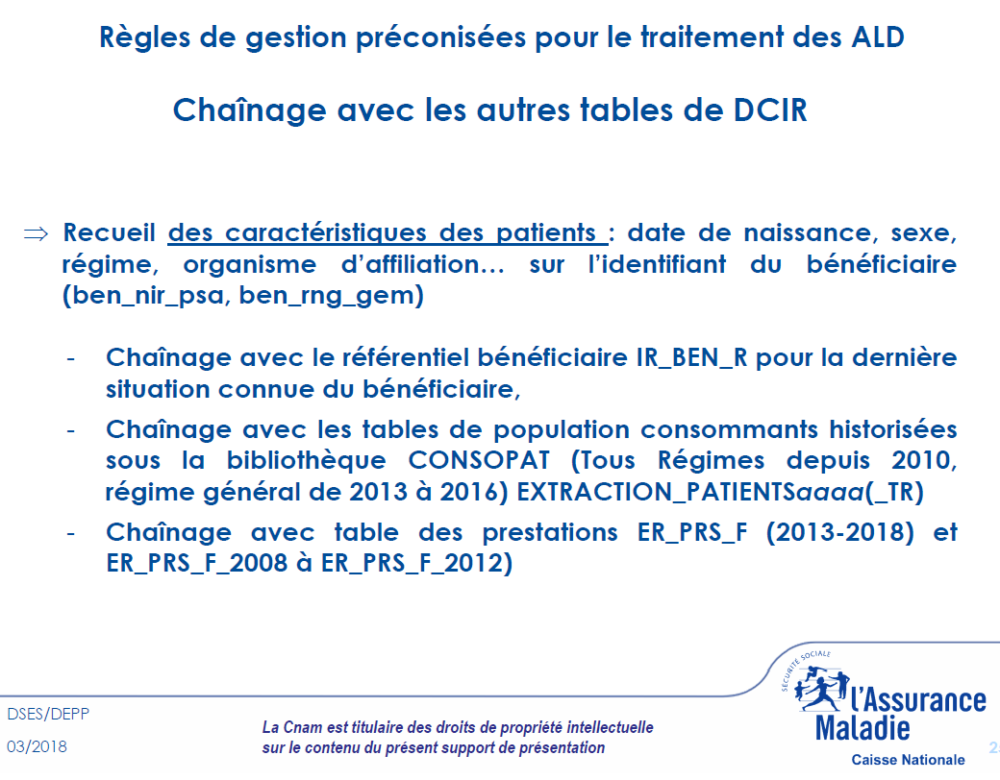 Règles de gestion préconisées pour le traitement des ALD
Chaînage avec les autres tables de DCIR
⇒ Recueil des caractéristiques des patients : date de naissance, sexe,
régime, organisme d’affiliation… sur l’identifiant du bénéficiaire
(ben_nir_psa, ben_rng_gem)
- Chaînage avec le référentiel bénéficiaire IR_BEN_R pour la dernière
situation connue du bénéficiaire,
- Chaînage avec les tables de population consommants historisées
sous la bibliothèque CONSOPAT (Tous Régimes depuis 2010,
régime général de 2013 à 2016) EXTRACTION_PATIENTSaaaa(_TR)
- Chaînage avec table des prestations ER_PRS_F (2013-2018) et
ER_PRS_F_2008 à ER_PRS_F_2012)
DSES/DEPP
03/2018
La Cnam est titulaire des droits de propriété intellectuelle
sur le contenu du présent support de présentation
SÉCURITÉ SOCIALE
l’Assurance
Maladie
Caisse Nationale